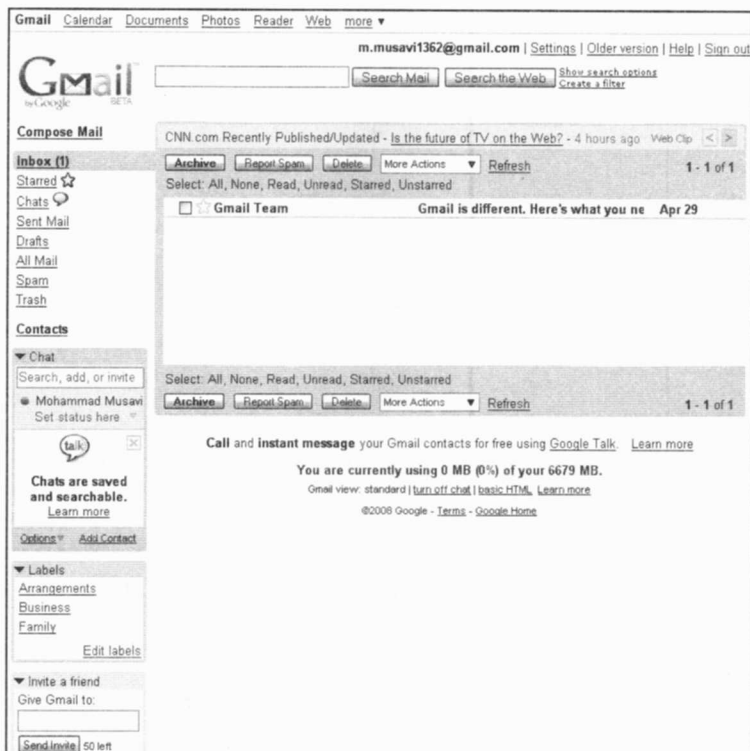 Gmail Calendar Documents Photos Reader Web more ▼
m.musavi1362@gmail.com | Settings | Older version | Help | Sign out
Gmail™
by Google BETA
Search Mail Search the Web Show search options
Create a filter
Compose Mail
Inbox (1)
Starred
Chats
Sent Mail
Drafts
All Mail
Spam
Trash
Contacts
▼ Chat
Search, add, or invite
Mohammad Musavi
Set status here
talk
Chats are saved
and searchable.
Learn more
Options▼ Add Contact
▼ Labels
Arrangements
Business
Family
Edit labels
▼ Invite a friend
Give Gmail to:
Send Invite 50 left
CNN.com Recently Published/Updated - Is the future of TV on the Web? - 4 hours ago Web Clip < >
Archive Report Spam Delete More Actions ▼ Refresh 1 - 1 of 1
Select: All, None, Read, Unread, Starred, Unstarred
Gmail Team Gmail is different. Here's what you ne Apr 29
Select: All, None, Read, Unread, Starred, Unstarred
Archive Report Spam Delete More Actions ▼ Refresh 1 - 1 of 1
Call and instant message your Gmail contacts for free using Google Talk. Learn more
You are currently using 0 MB (0%) of your 6679 MB.
Gmail view: standard | turn off chat | basic HTML Learn more
©2008 Google - Terms - Google Home